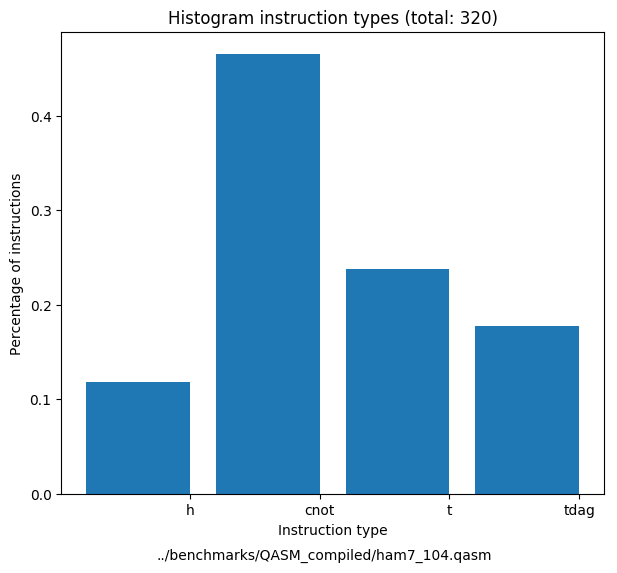 Histogram instruction types (total: 320)
Percentage of instructions
0.4
0.3
0.2
0.1
0.0
h cnot t tdag
Instruction type
../benchmarks/QASM_compiled/ham7_104.qasm